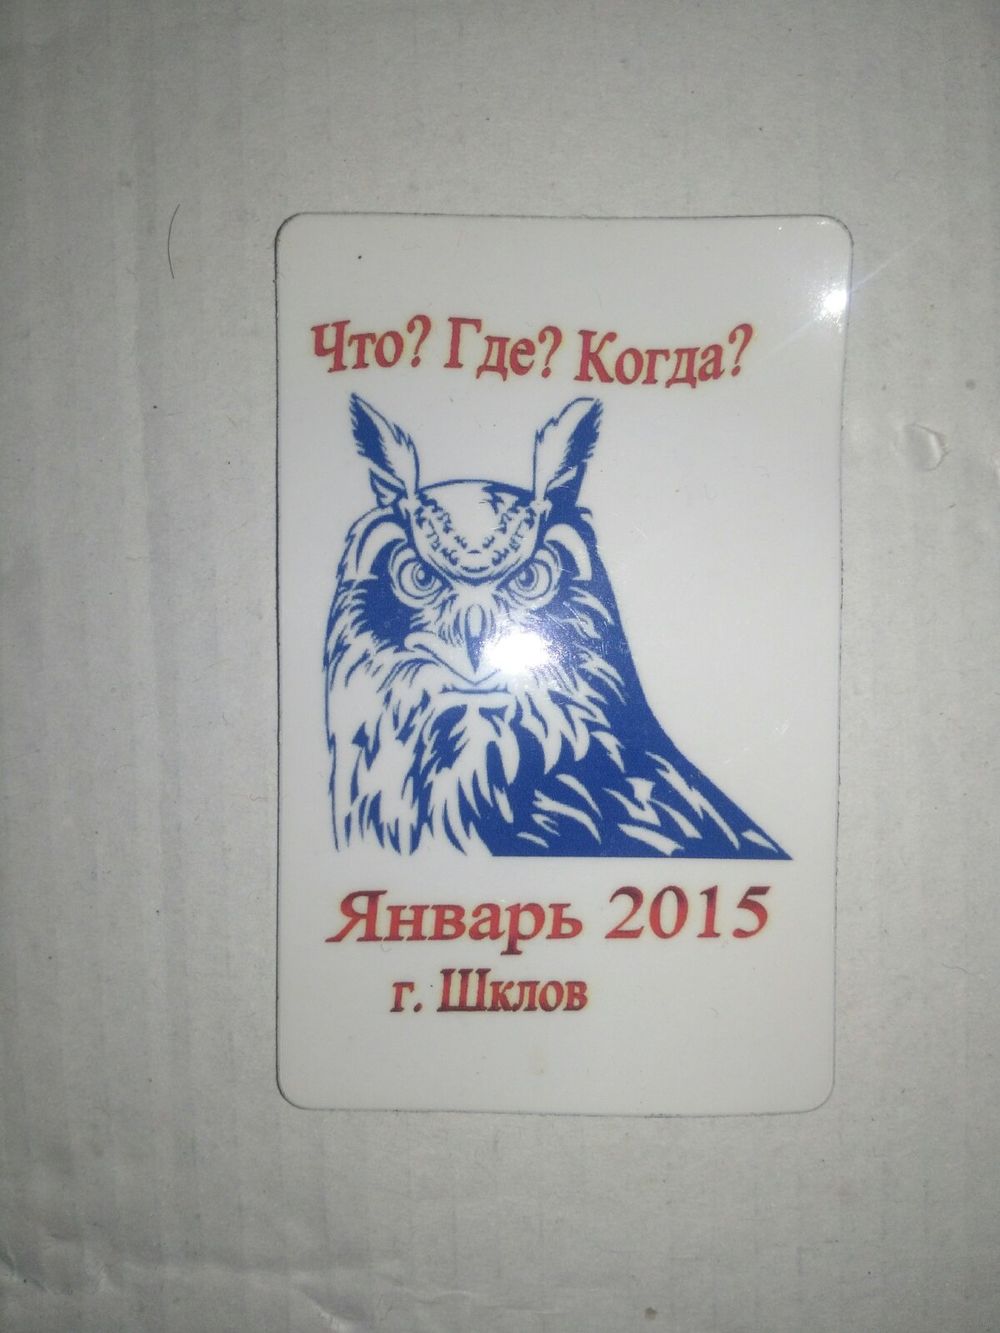 Что? Где? Когда?
Январь 2015
г. Шклов